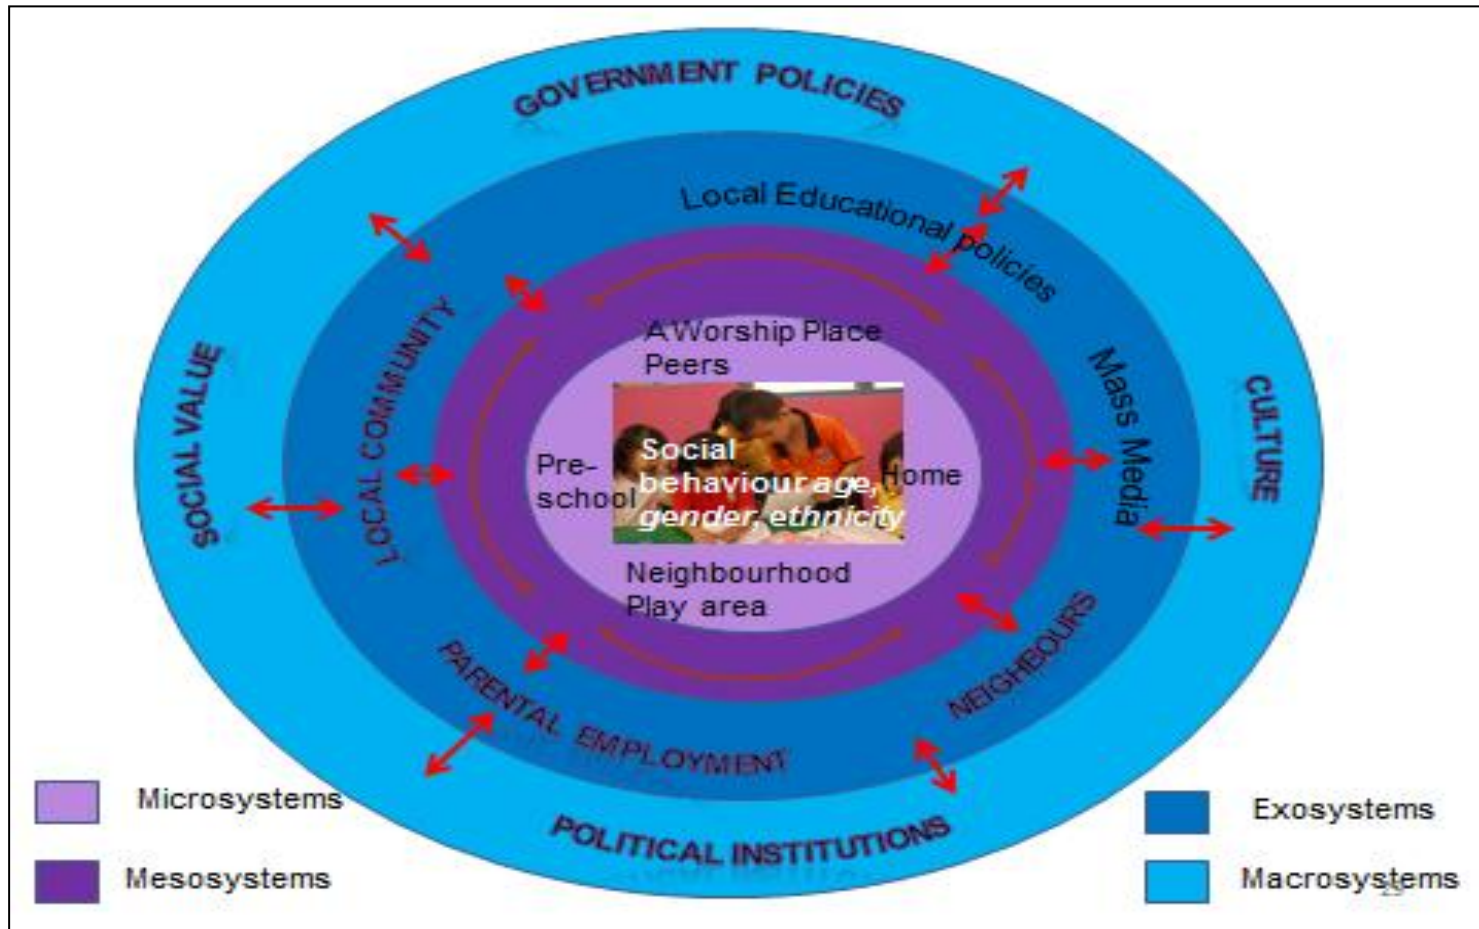 GOVERNMENT POLICIES
Local Educational policies
SOCIAL VALUE
LOCAL COMMUNITY
A Worship Place
Peers
Pre-
school
Social
behaviour age,
gender, ethnicity
Home
Neighbourhood
Play area
Mass Media
CULTURE
PARENTAL EMPLOYMENT
NEIGHBOURS
POLITICAL INSTITUTIONS
Microsystems
Mesosystems
Exosystems
Macrosystems